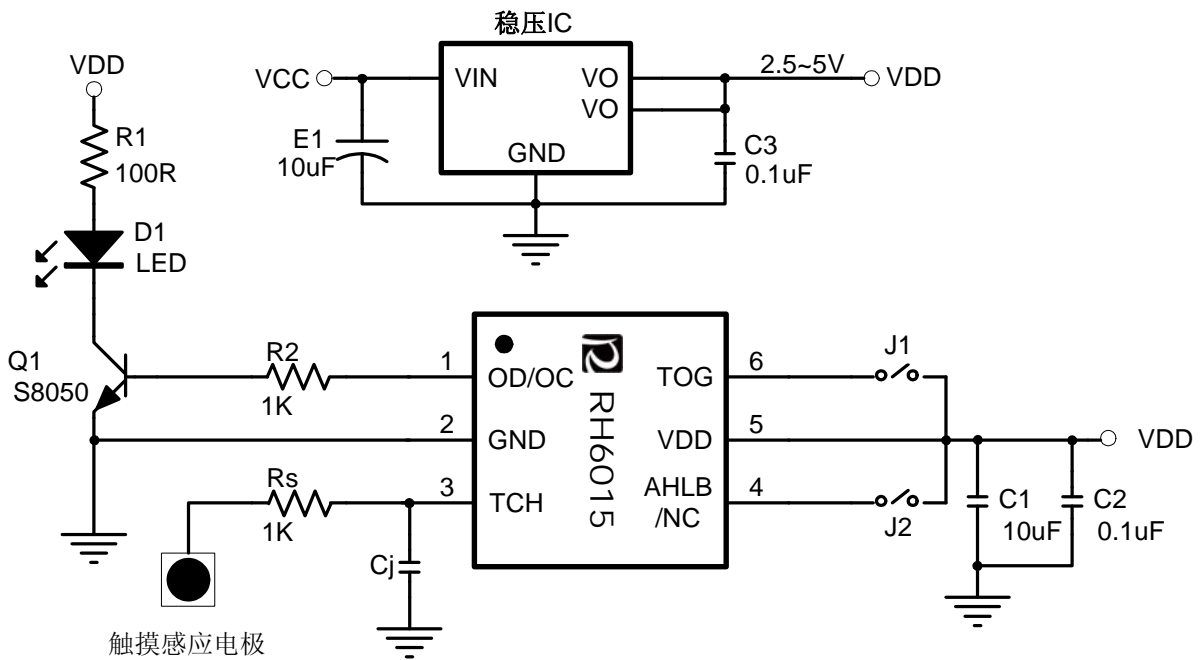 稳压IC
VDD
VCC
VIN
VO
2.5~5V
VDD
VO
R1
100R
E1
10uF
GND
C3
0.1uF
D1
LED
Q1
S8050
R2
1K
1
OD/OC
TOG
6
J1
2
GND
RH6015
VDD
5
VDD
Rs
1K
3
TCH
AHLB
/NC
4
J2
C1
10uF
C2
0.1uF
Cj
触摸感应电极